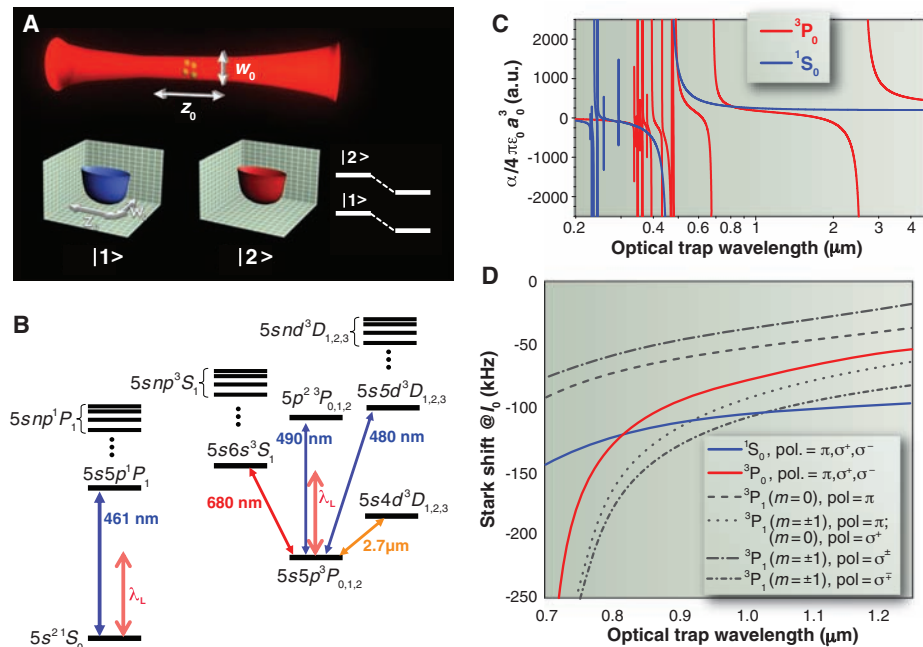 A
w₀
z₀
|2>
|1>
z
|1>
|2>
B
5snd³D₁,₂,₃
5snp³S₁
5p² ³P₀,₁,₂
5s5d³D₁,₂,₃
5snp¹P₁
490 nm
480 nm
5s6s³S₁
5s5p¹P₁
λL
5s4d³D₁,₂,₃
680 nm
461 nm
2.7μm
5s5p³P₀,₁,₂
λL
5s² ¹S₀
C
α/4 πε₀ a₀³ (a.u.)
2000
1000
0
-1000
-2000
³P₀
¹S₀
0.2 0.4 0.6 0.8 1 2 4
Optical trap wavelength (μm)
D
Stark shift @ I₀ (kHz)
0
-50
-100
-150
-200
-250
¹S₀, pol. = π,σ⁺,σ⁻
³P₀, pol. = π,σ⁺,σ⁻
³P₁(m=0), pol=π
³P₁(m=±1), pol=π;
(m=0), pol=σ⁺
³P₁(m=±1), pol=σ±
³P₁(m=±1), pol=σ∓
0.7 0.8 0.9 1.0 1.1 1.2
Optical trap wavelength (μm)